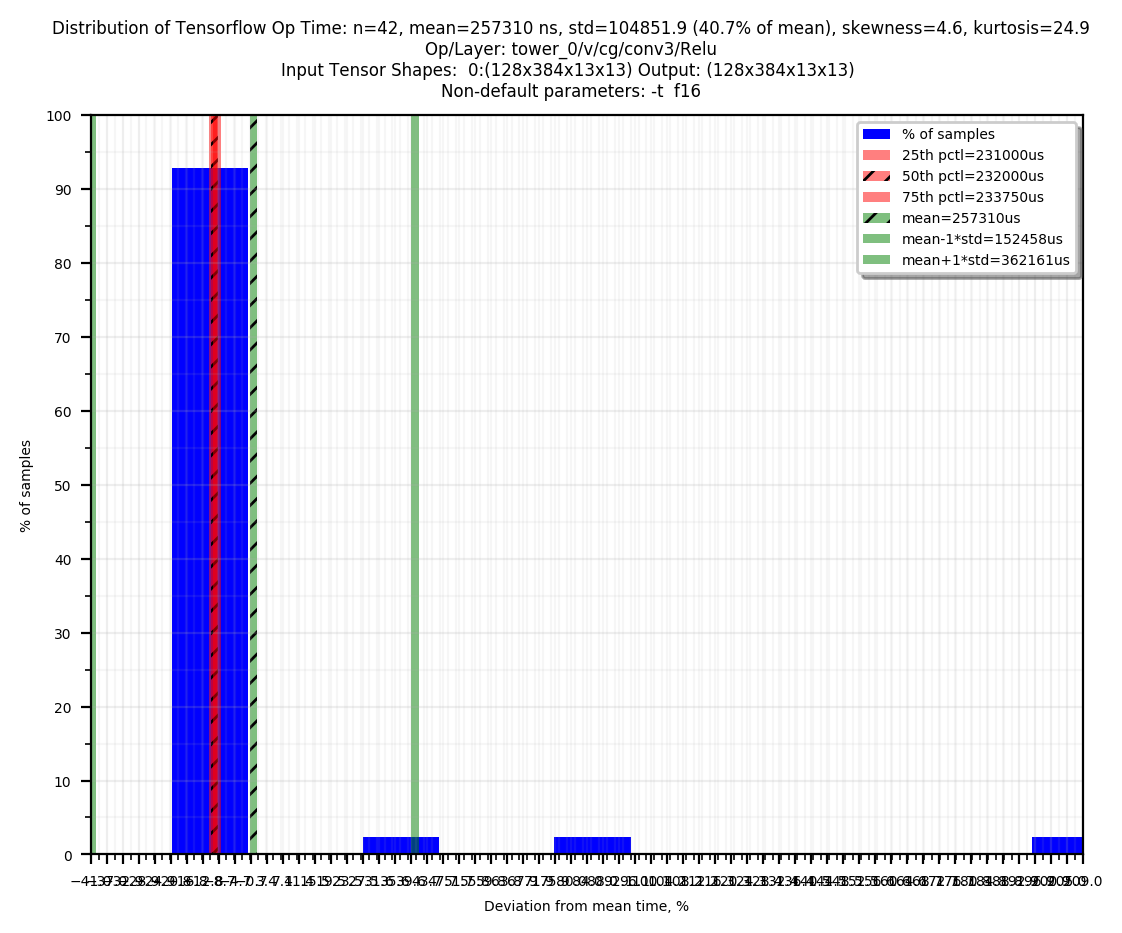 Distribution of Tensorflow Op Time: n=42, mean=257310 ns, std=104851.9 (40.7% of mean), skewness=4.6, kurtosis=24.9
Op/Layer: tower_0/v/cg/conv3/Relu
Input Tensor Shapes:  0:(128x384x13x13) Output: (128x384x13x13)
Non-default parameters: -t  f16
100
90
80
70
60
50
40
30
20
10
0
% of samples
% of samples
25th pctl=231000us
50th pctl=232000us
75th pctl=233750us
mean=257310us
mean-1*std=152458us
mean+1*std=362161us
Deviation from mean time, %